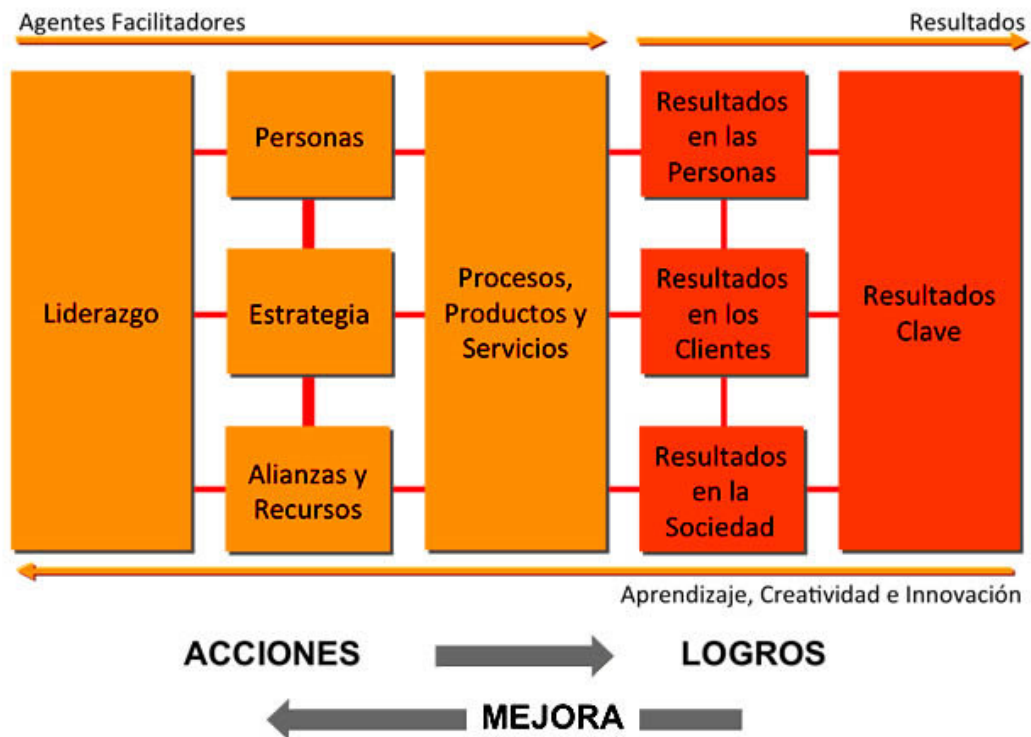 Agentes Facilitadores
Resultados
Liderazgo
Personas
Estrategia
Alianzas y
Recursos
Procesos,
Productos y
Servicios
Resultados
en las
Personas
Resultados
en los
Clientes
Resultados
en la
Sociedad
Resultados
Clave
Aprendizaje, Creatividad e Innovación
ACCIONES
LOGROS
MEJORA